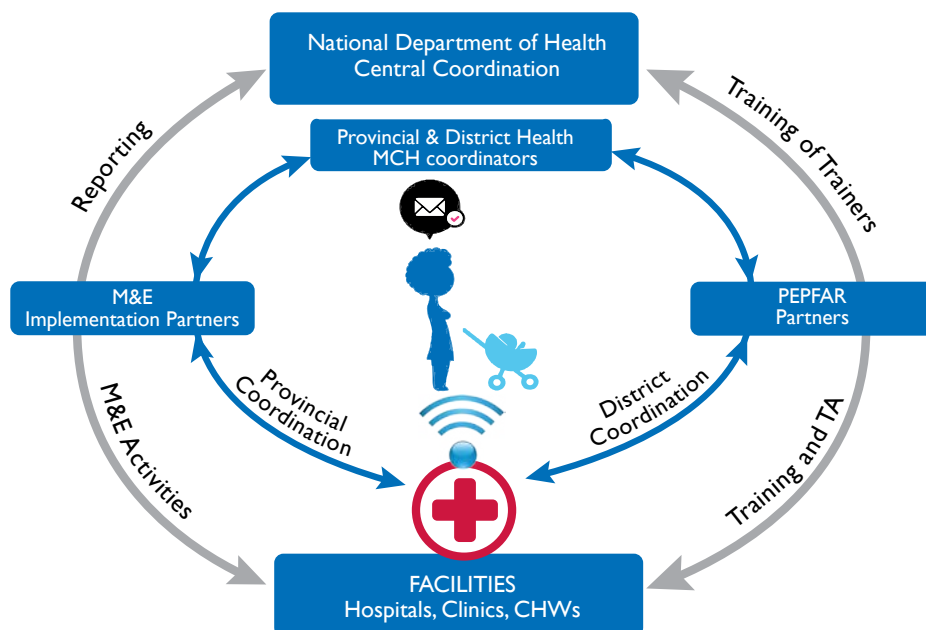 National Department of Health
Central Coordination
Provincial & District Health
MCH coordinators
Reporting
Training of Trainers
M&E
Implementation Partners
PEPFAR
Partners
Provincial
Coordination
District
Coordination
M&E Activities
Training and TA
FACILITIES
Hospitals, Clinics, CHWs